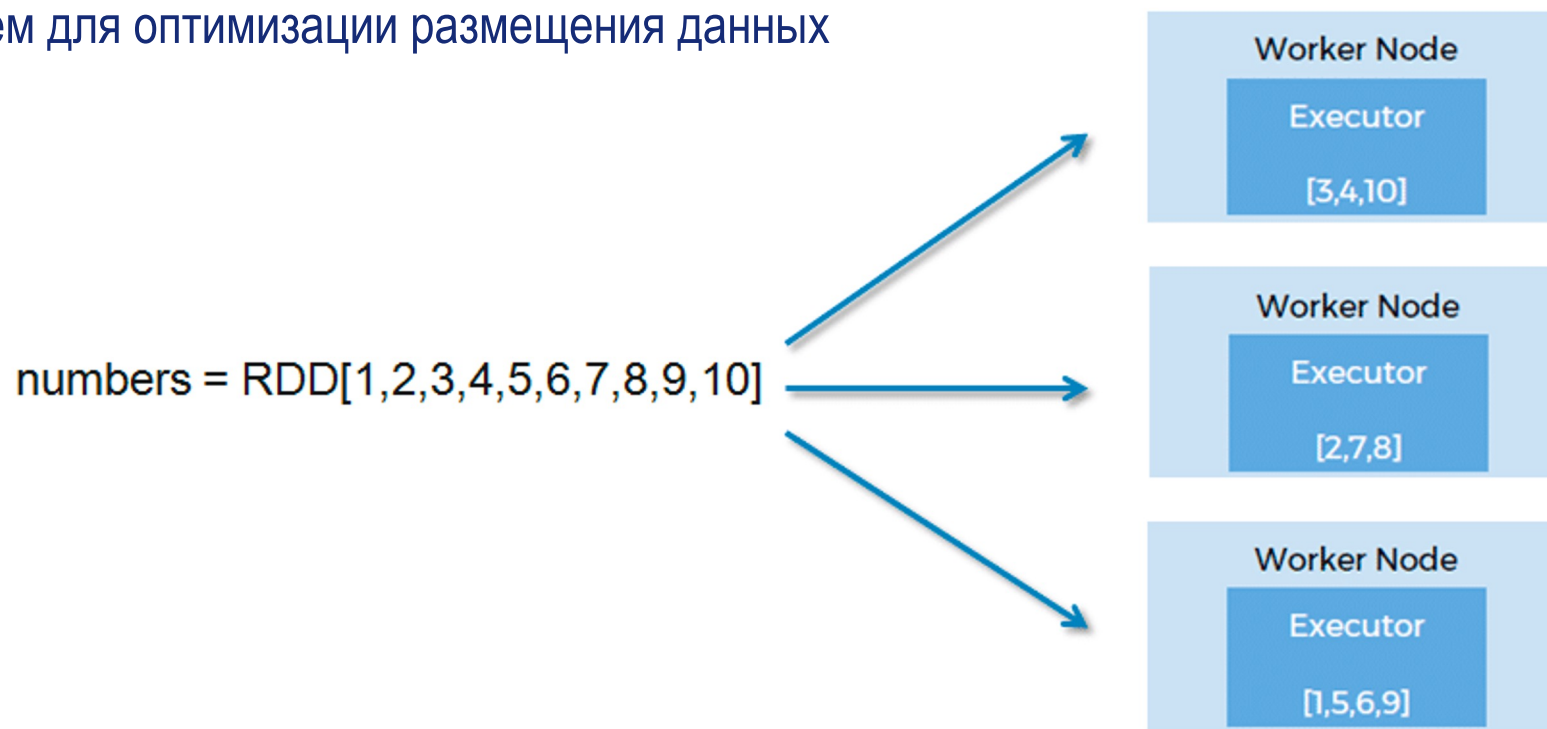 ем для оптимизации размещения данных
numbers = RDD[1,2,3,4,5,6,7,8,9,10]
Worker Node
Executor
[3,4,10]
Worker Node
Executor
[2,7,8]
Worker Node
Executor
[1,5,6,9]